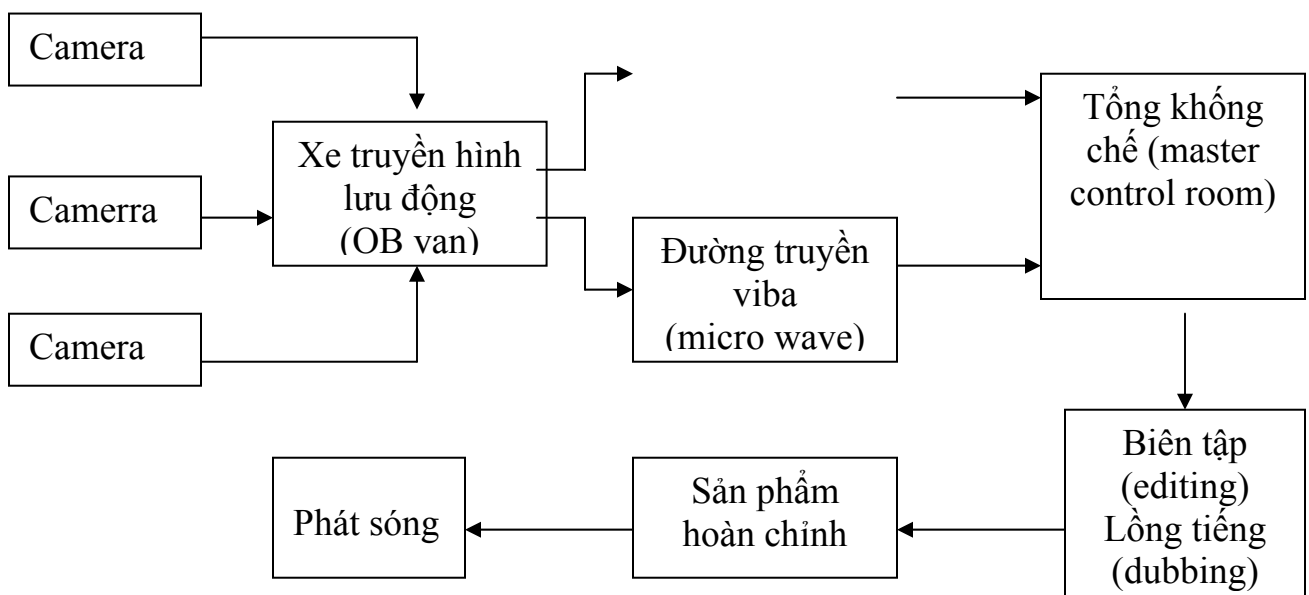 Camera
Camerra
Camera
Xe truyền hình
lưu động
(OB van)
Đường truyền
viba
(micro wave)
Tổng khống
chế (master
control room)
Biên tập
(editing)
Lồng tiếng
(dubbing)
Sản phẩm
hoàn chỉnh
Phát sóng